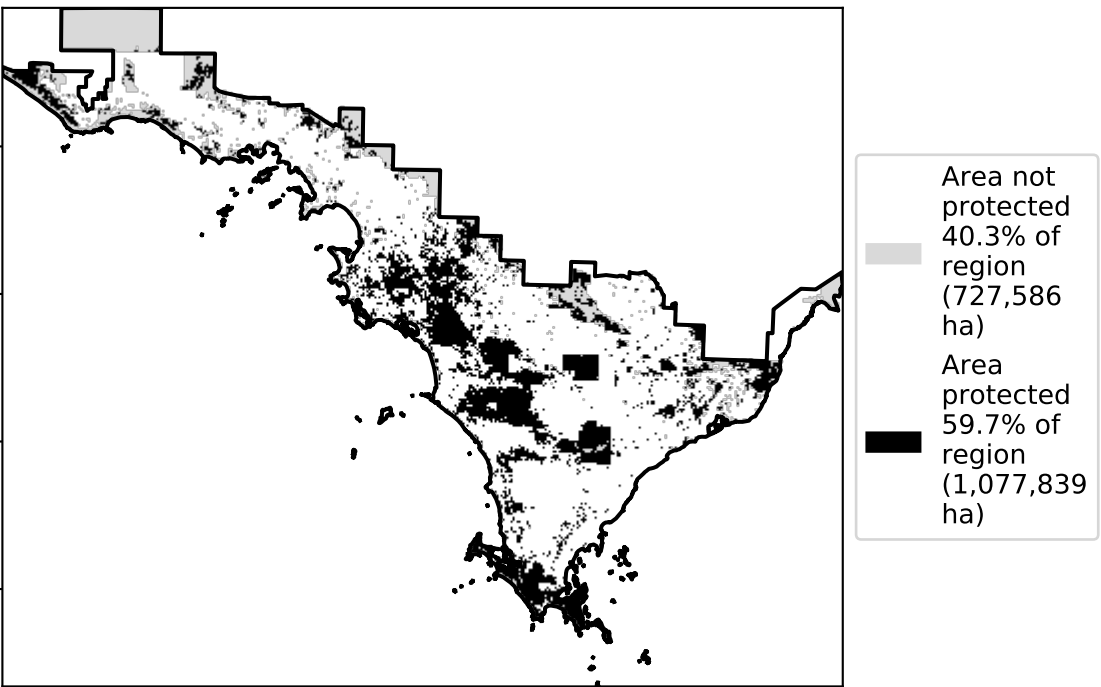 Area not
protected
40.3% of
region
(727,586
ha)
Area
protected
59.7% of
region
(1,077,839
ha)